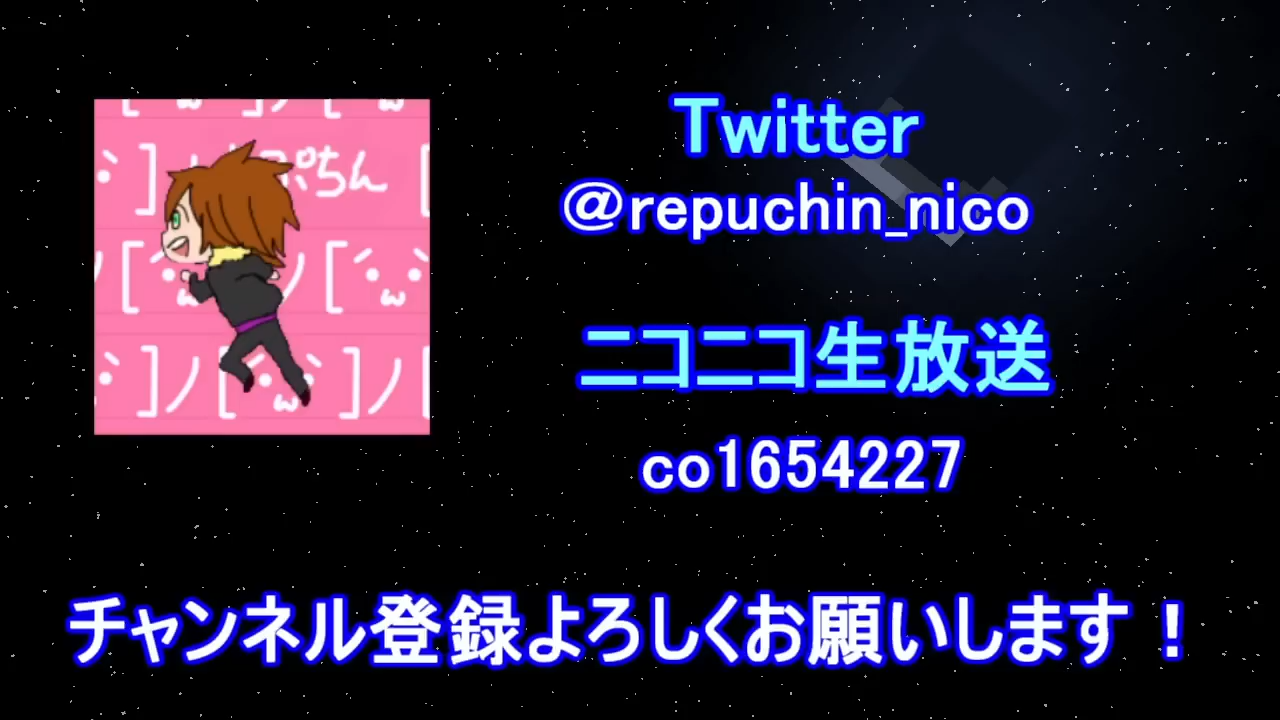 Twitter
@repuchin_nico
ニコニコ生放送
co1654227
チャンネル登録よろしくお願いします！